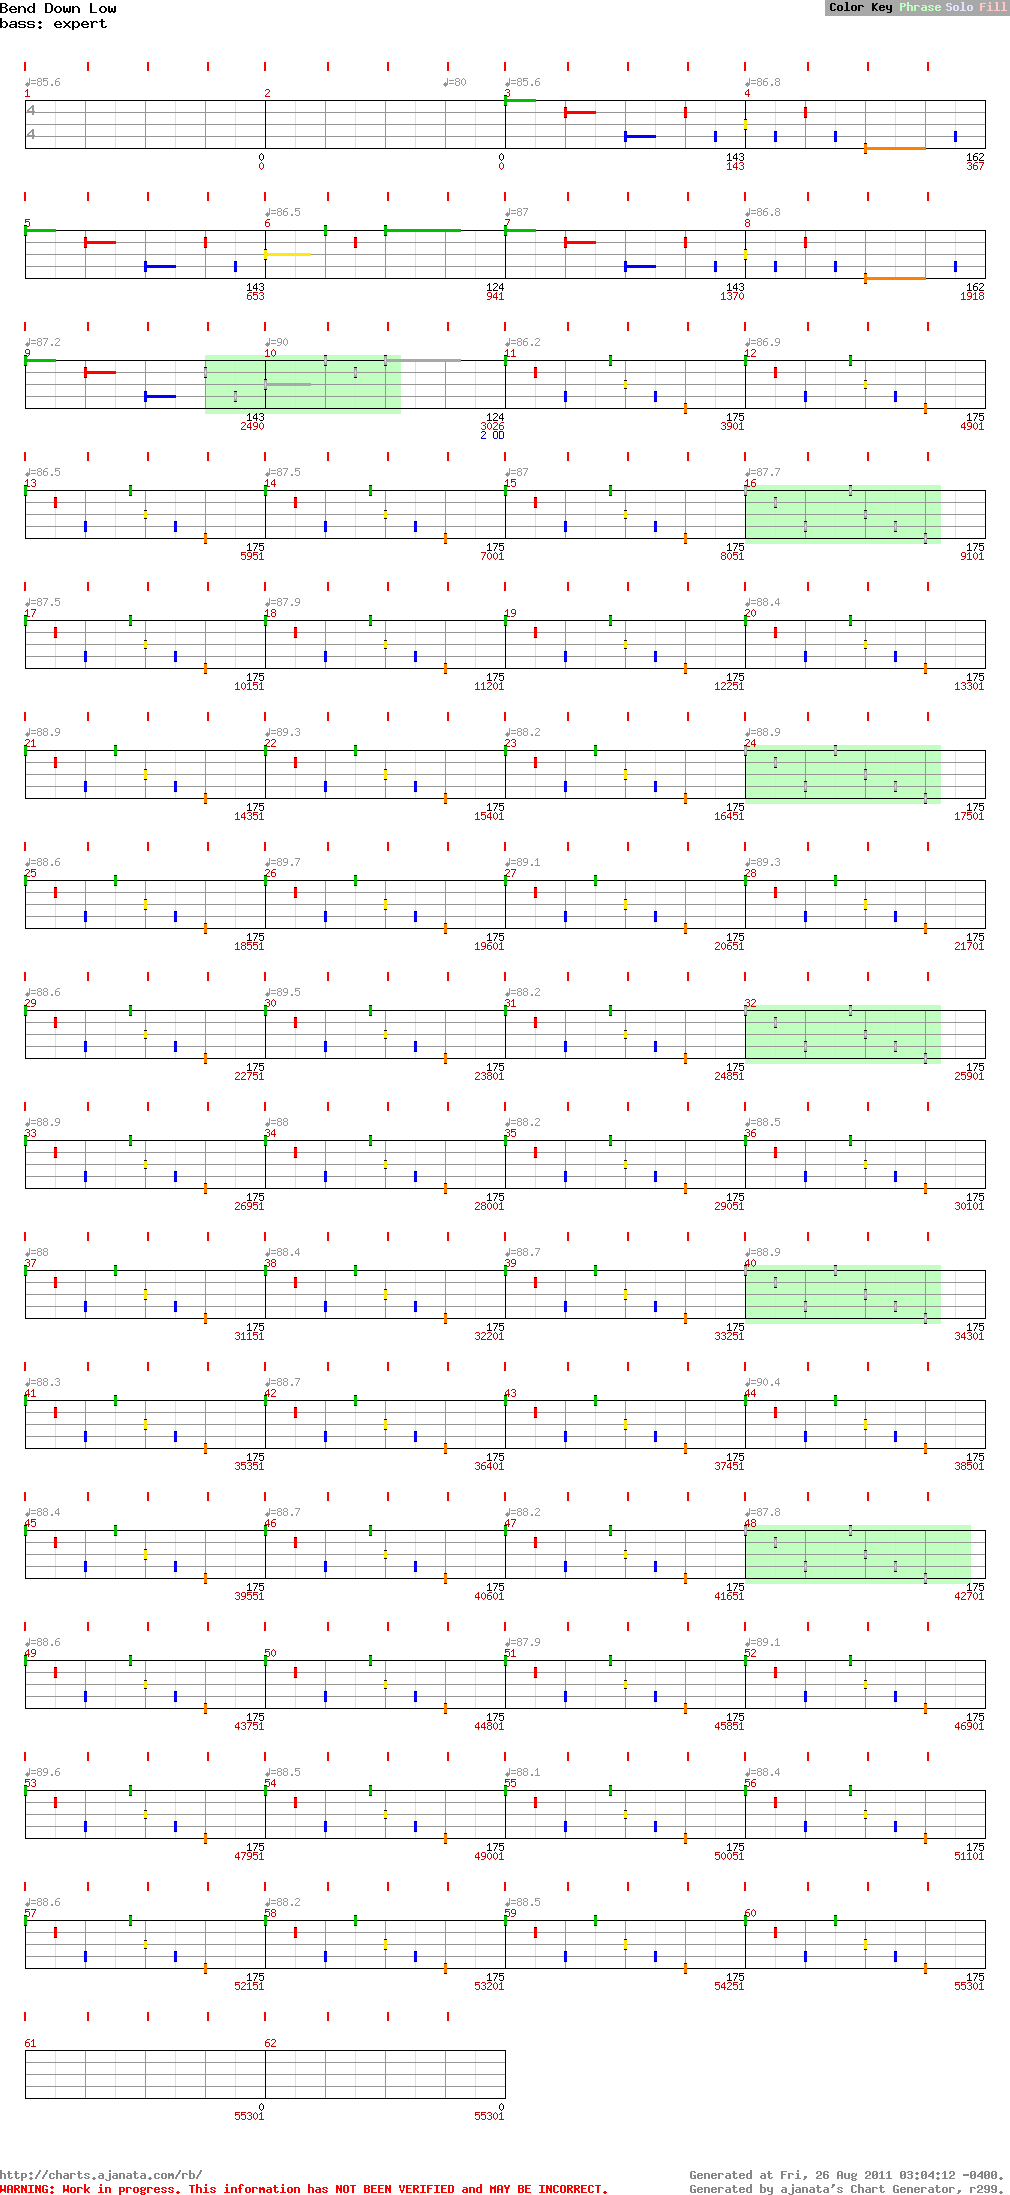 Bend Down Low
bass: expert
Color Key Phrase Solo Fill
♩=85.6 ♩=80 ♩=85.6 ♩=86.8
1 2 3 4
4
4
0 0 143 162
0 0 143 367
♩=86.5 ♩=87 ♩=86.8
5 6 7 8
143 124 143 162
653 941 1370 1918
♩=87.2 ♩=90 ♩=86.2 ♩=86.9
9 10 11 12
143 124 175 175
2490 3026 3901 4901
2 OD
♩=86.5 ♩=87.5 ♩=87 ♩=87.7
13 14 15 16
175 175 175 175
5951 7001 8051 9101
♩=87.5 ♩=87.9 ♩=88.4
17 18 19 20
175 175 175 175
10151 11201 12251 13301
♩=88.9 ♩=89.3 ♩=88.2 ♩=88.9
21 22 23 24
175 175 175 175
14351 15401 16451 17501
♩=88.6 ♩=89.7 ♩=89.1 ♩=89.3
25 26 27 28
175 175 175 175
18551 19601 20651 21701
♩=88.6 ♩=89.5 ♩=88.2
29 30 31 32
175 175 175 175
22751 23801 24851 25901
♩=88.9 ♩=88 ♩=88.2 ♩=88.5
33 34 35 36
175 175 175 175
26951 28001 29051 30101
♩=88 ♩=88.4 ♩=88.7 ♩=88.9
37 38 39 40
175 175 175 175
31151 32201 33251 34301
♩=88.3 ♩=88.7 ♩=90.4
41 42 43 44
175 175 175 175
35351 36401 37451 38501
♩=88.4 ♩=88.7 ♩=88.2 ♩=87.8
45 46 47 48
175 175 175 175
39551 40601 41651 42701
♩=88.6 ♩=87.9 ♩=89.1
49 50 51 52
175 175 175 175
43751 44801 45851 46901
♩=89.6 ♩=88.5 ♩=88.1 ♩=88.4
53 54 55 56
175 175 175 175
47951 49001 50051 51101
♩=88.6 ♩=88.2 ♩=88.5
57 58 59 60
175 175 175 175
52151 53201 54251 55301
61 62
0 0
55301 55301
http://charts.ajanata.com/rb/
WARNING: Work in progress. This information has NOT BEEN VERIFIED and MAY BE INCORRECT.
Generated at Fri, 26 Aug 2011 03:04:12 -0400.
Generated by ajanata's Chart Generator, r299.